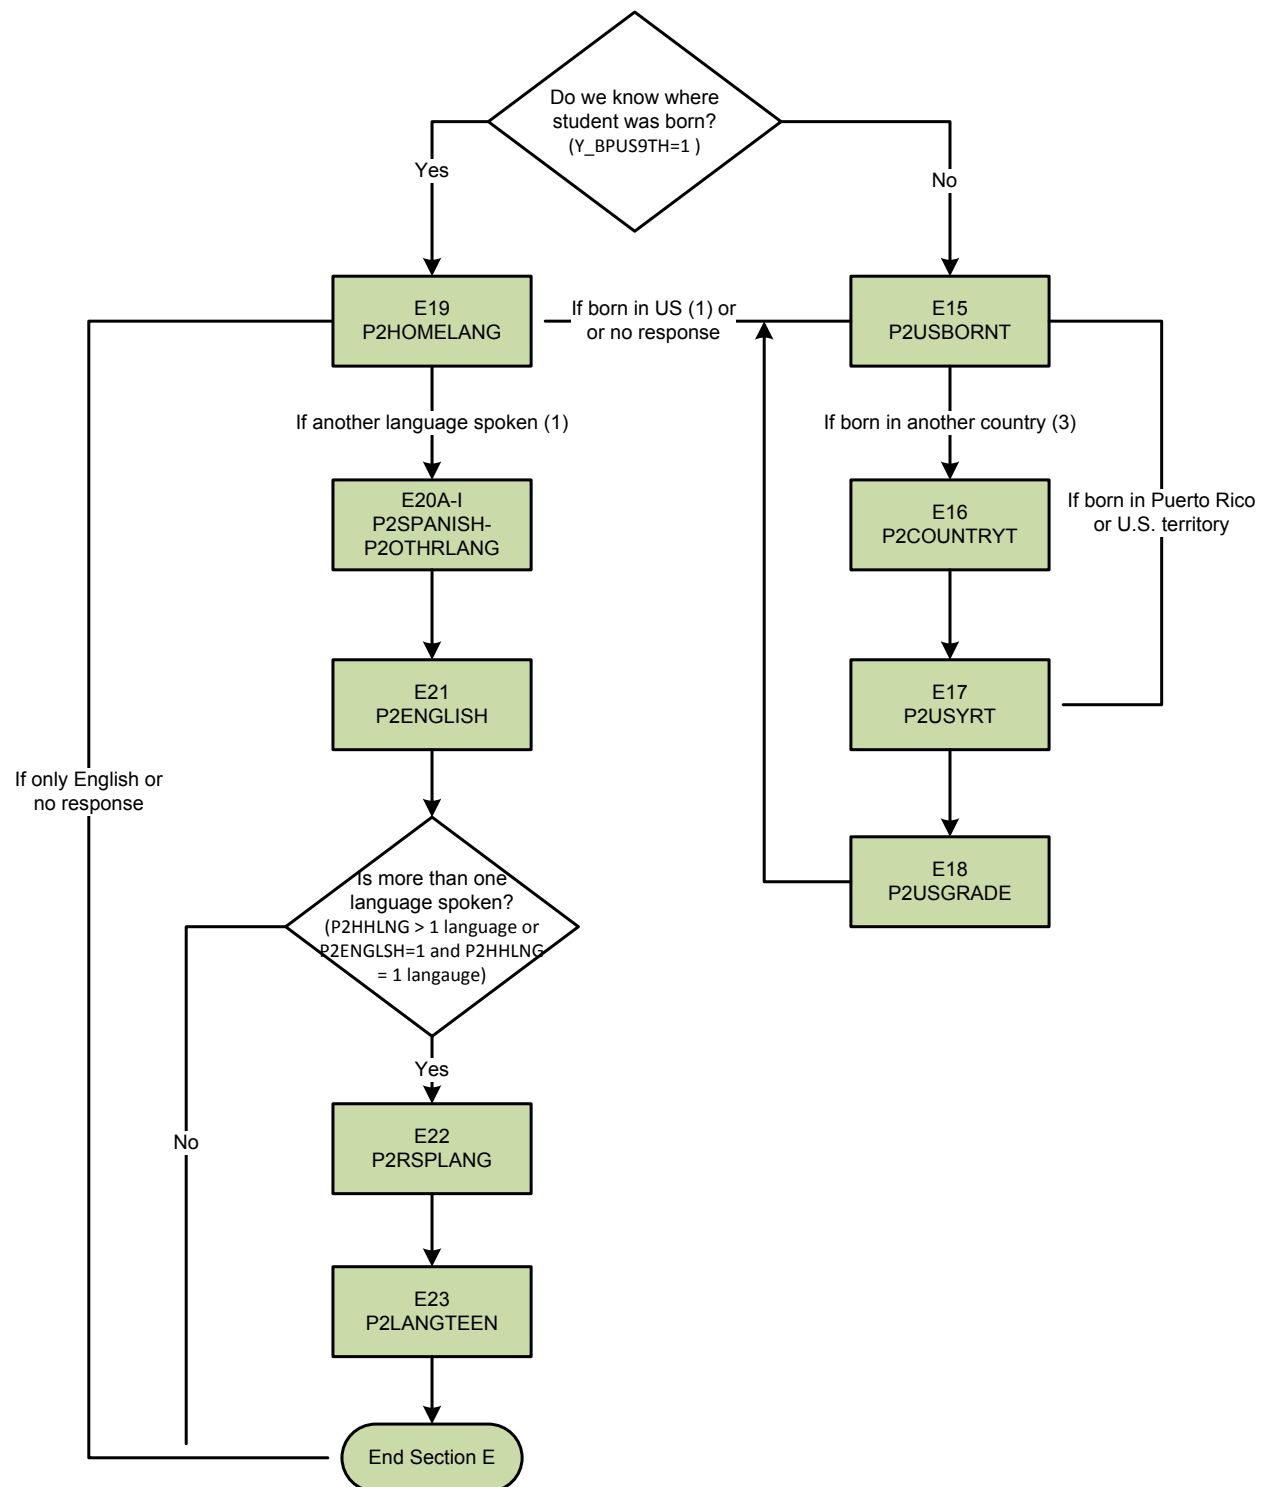 Do we know where
student was born?
(Y_BPUS9TH=1 )
Yes
No
E19
P2HOMELANG
If born in US (1) or
or no response
E15
P2USBORNT
If another language spoken (1)
If born in another country (3)
E20A-I
P2SPANISH-
P2OTHRLANG
E16
P2COUNTRYT
If born in Puerto Rico
or U.S. territory
E21
P2ENGLISH
E17
P2USYRT
If only English or
no response
E18
P2USGRADE
Is more than one
language spoken?
(P2HHLNG > 1 language or
P2ENGLSH=1 and P2HHLNG
= 1 langauge)
Yes
No
E22
P2RSPLANG
E23
P2LANGTEEN
End Section E